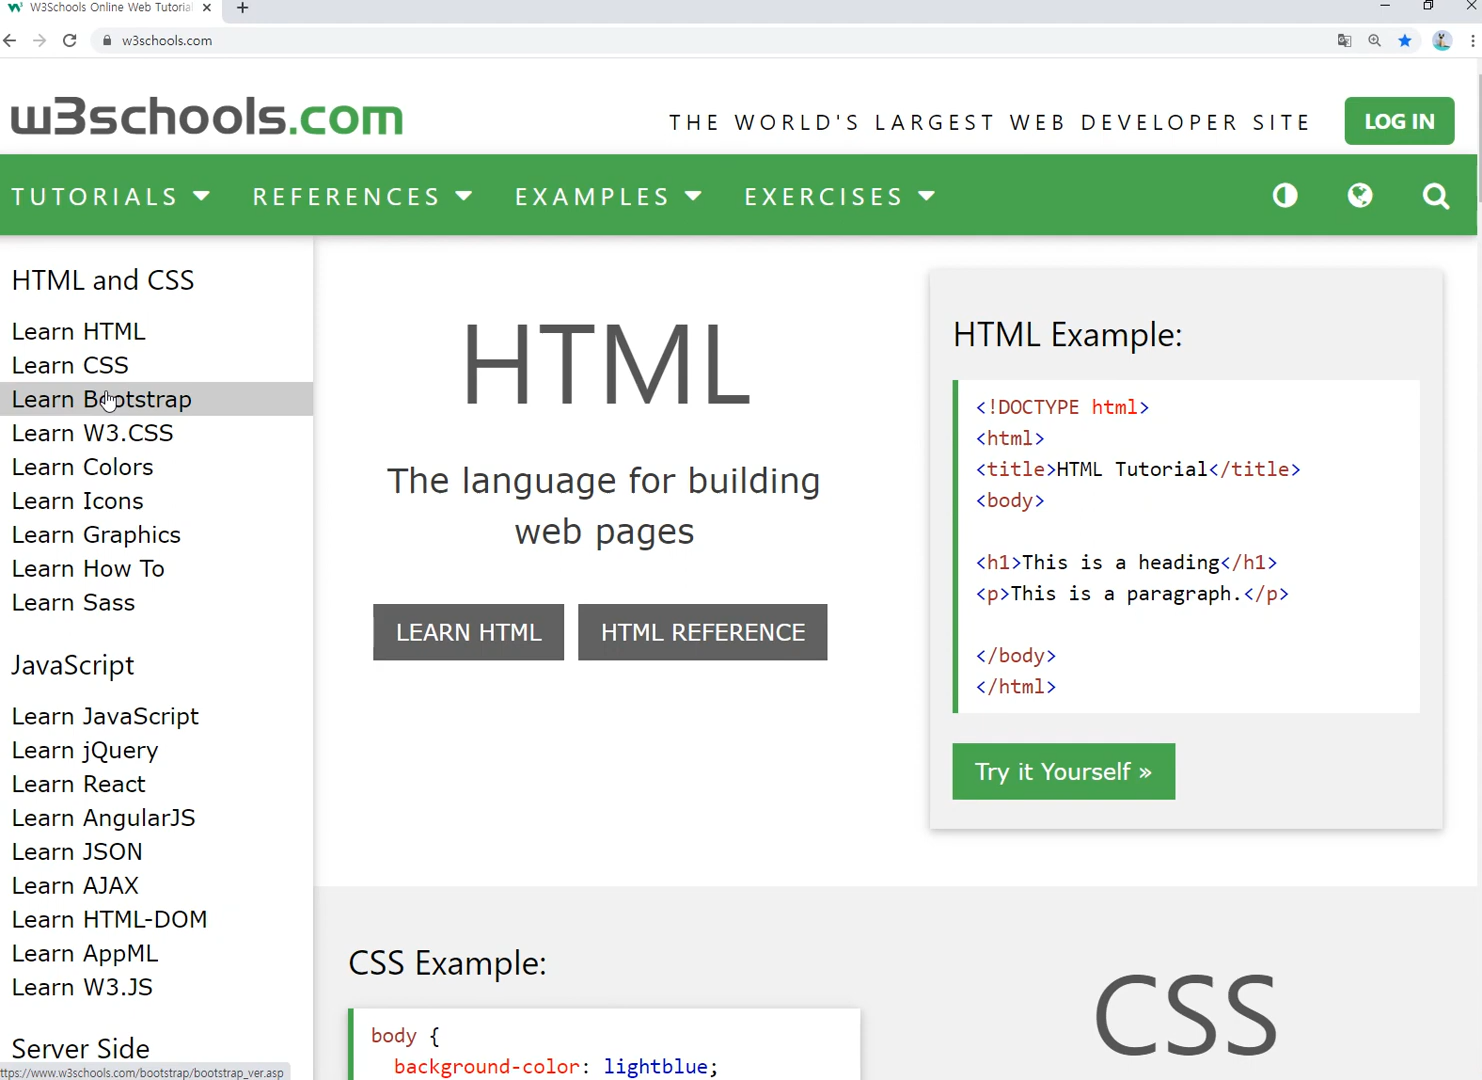 W3Schools Online Web Tutoria
w3schools.com
w3schools.com
THE WORLD'S LARGEST WEB DEVELOPER SITE
LOG IN
TUTORIALS
REFERENCES
EXAMPLES
EXERCISES
HTML and CSS
Learn HTML
Learn CSS
Learn Bootstrap
Learn W3.CSS
Learn Colors
Learn Icons
Learn Graphics
Learn How To
Learn Sass
JavaScript
Learn JavaScript
Learn jQuery
Learn React
Learn AngularJS
Learn JSON
Learn AJAX
Learn HTML-DOM
Learn AppML
Learn W3.JS
Server Side
ttps://www.w3schools.com/bootstrap/bootstrap_ver.asp
HTML
The language for building
web pages
LEARN HTML
HTML REFERENCE
HTML Example:
<!DOCTYPE html>
<html>
<title>HTML Tutorial</title>
<body>
<h1>This is a heading</h1>
<p>This is a paragraph.</p>
</body>
</html>
Try it Yourself »
CSS Example:
body {
background-color: lightblue;
CSS